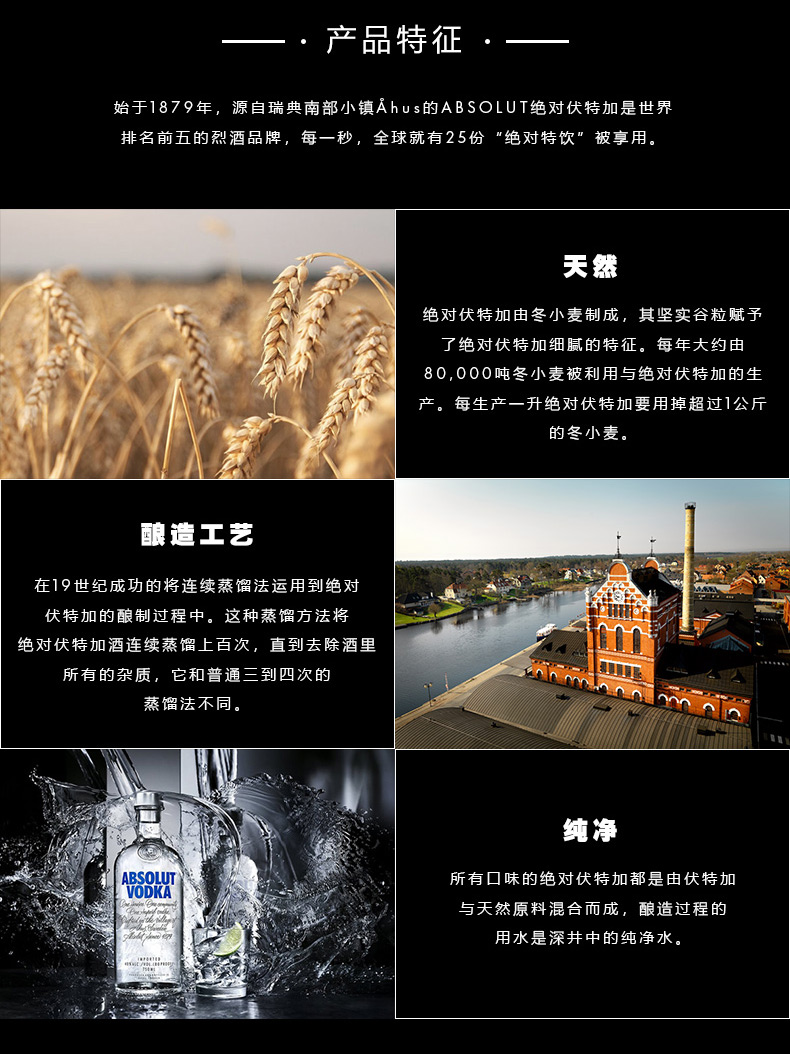 产品特征
始于1879年，源自瑞典南部小镇Åhus的ABSOLUT绝对伏特加是世界
排名前五的烈酒品牌，每一秒，全球就有25份“绝对特饮”被享用。
天然
绝对伏特加由冬小麦制成，其坚实谷粒赋予
了绝对伏特加细腻的特征。每年大约由
80,000吨冬小麦被利用与绝对伏特加的生
产。每生产一升绝对伏特加要用掉超过1公斤
的冬小麦。
酿造工艺
在19世纪成功的将连续蒸馏法运用到绝对
伏特加的酿制过程中。这种蒸馏方法将
绝对伏特加酒连续蒸馏上百次，直到去除酒里
所有的杂质，它和普通三到四次的
蒸馏法不同。
ABSOLUT
VODKA
IMPORTED
750ML
纯净
所有口味的绝对伏特加都是由伏特加
与天然原料混合而成，酿造过程的
用水是深井中的纯净水。